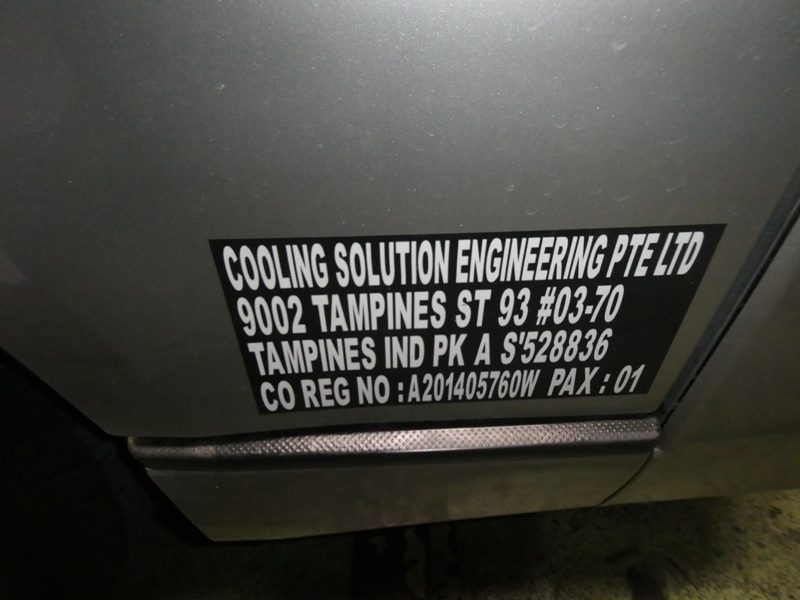 COOLING SOLUTION ENGINEERING PTE LTD
9002 TAMPINES ST 93 #03-70
TAMPINES IND PK A S'528836
CO REG NO : A201405760W PAX : 01